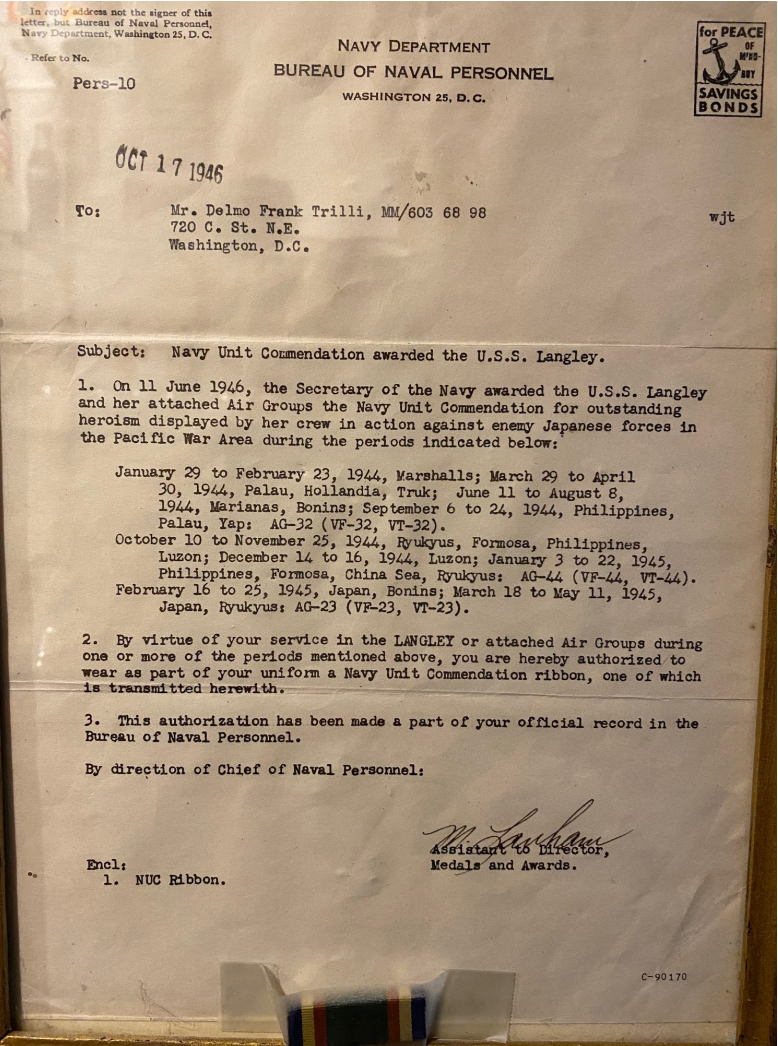 In reply address not the signer of this
letter, but Bureau of Naval Personnel,
Navy Department, Washington 25, D. C.
Refer to No.
Pers-10
NAVY DEPARTMENT
BUREAU OF NAVAL PERSONNEL
WASHINGTON 25, D. C.
for PEACE
OF
MIND-
BUY
SAVINGS
BONDS
OCT 17 1946
To: Mr. Delmo Frank Trilli, MM/603 68 98
720 C. St. N.E.
Washington, D.C.
wjt
Subject: Navy Unit Commendation awarded the U.S.S. Langley.
1. On 11 June 1946, the Secretary of the Navy awarded the U.S.S. Langley
and her attached Air Groups the Navy Unit Commendation for outstanding
heroism displayed by her crew in action against enemy Japanese forces in
the Pacific War Area during the periods indicated below:
January 29 to February 23, 1944, Marshalls; March 29 to April
30, 1944, Palau, Hollandia, Truk; June 11 to August 8,
1944, Marianas, Bonins; September 6 to 24, 1944, Philippines,
Palau, Yap: AG-32 (VF-32, VT-32).
October 10 to November 25, 1944, Ryukyus, Formosa, Philippines,
Luzon; December 14 to 16, 1944, Luzon; January 3 to 22, 1945,
Philippines, Formosa, China Sea, Ryukyus: AG-44 (VF-44, VT-44).
February 16 to 25, 1945, Japan, Bonins; March 18 to May 11, 1945,
Japan, Ryukyus: AG-23 (VF-23, VT-23).
2. By virtue of your service in the LANGLEY or attached Air Groups during
one or more of the periods mentioned above, you are hereby authorized to
wear as part of your uniform a Navy Unit Commendation ribbon, one of which
is transmitted herewith.
3. This authorization has been made a part of your official record in the
Bureau of Naval Personnel.
By direction of Chief of Naval Personnel:
M. Lanham
Assistant to Director,
Medals and Awards.
Encl:
1. NUC Ribbon.
C-90170